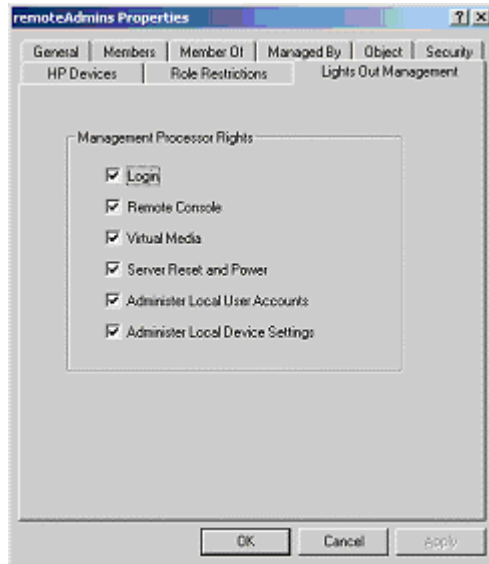 remoteAdmins Properties
General Members Member Of Managed By Object Security
HP Devices Role Restrictions Lights Out Management
Management Processor Rights
Login
Remote Console
Virtual Media
Server Reset and Power
Administer Local User Accounts
Administer Local Device Settings
OK Cancel Apply